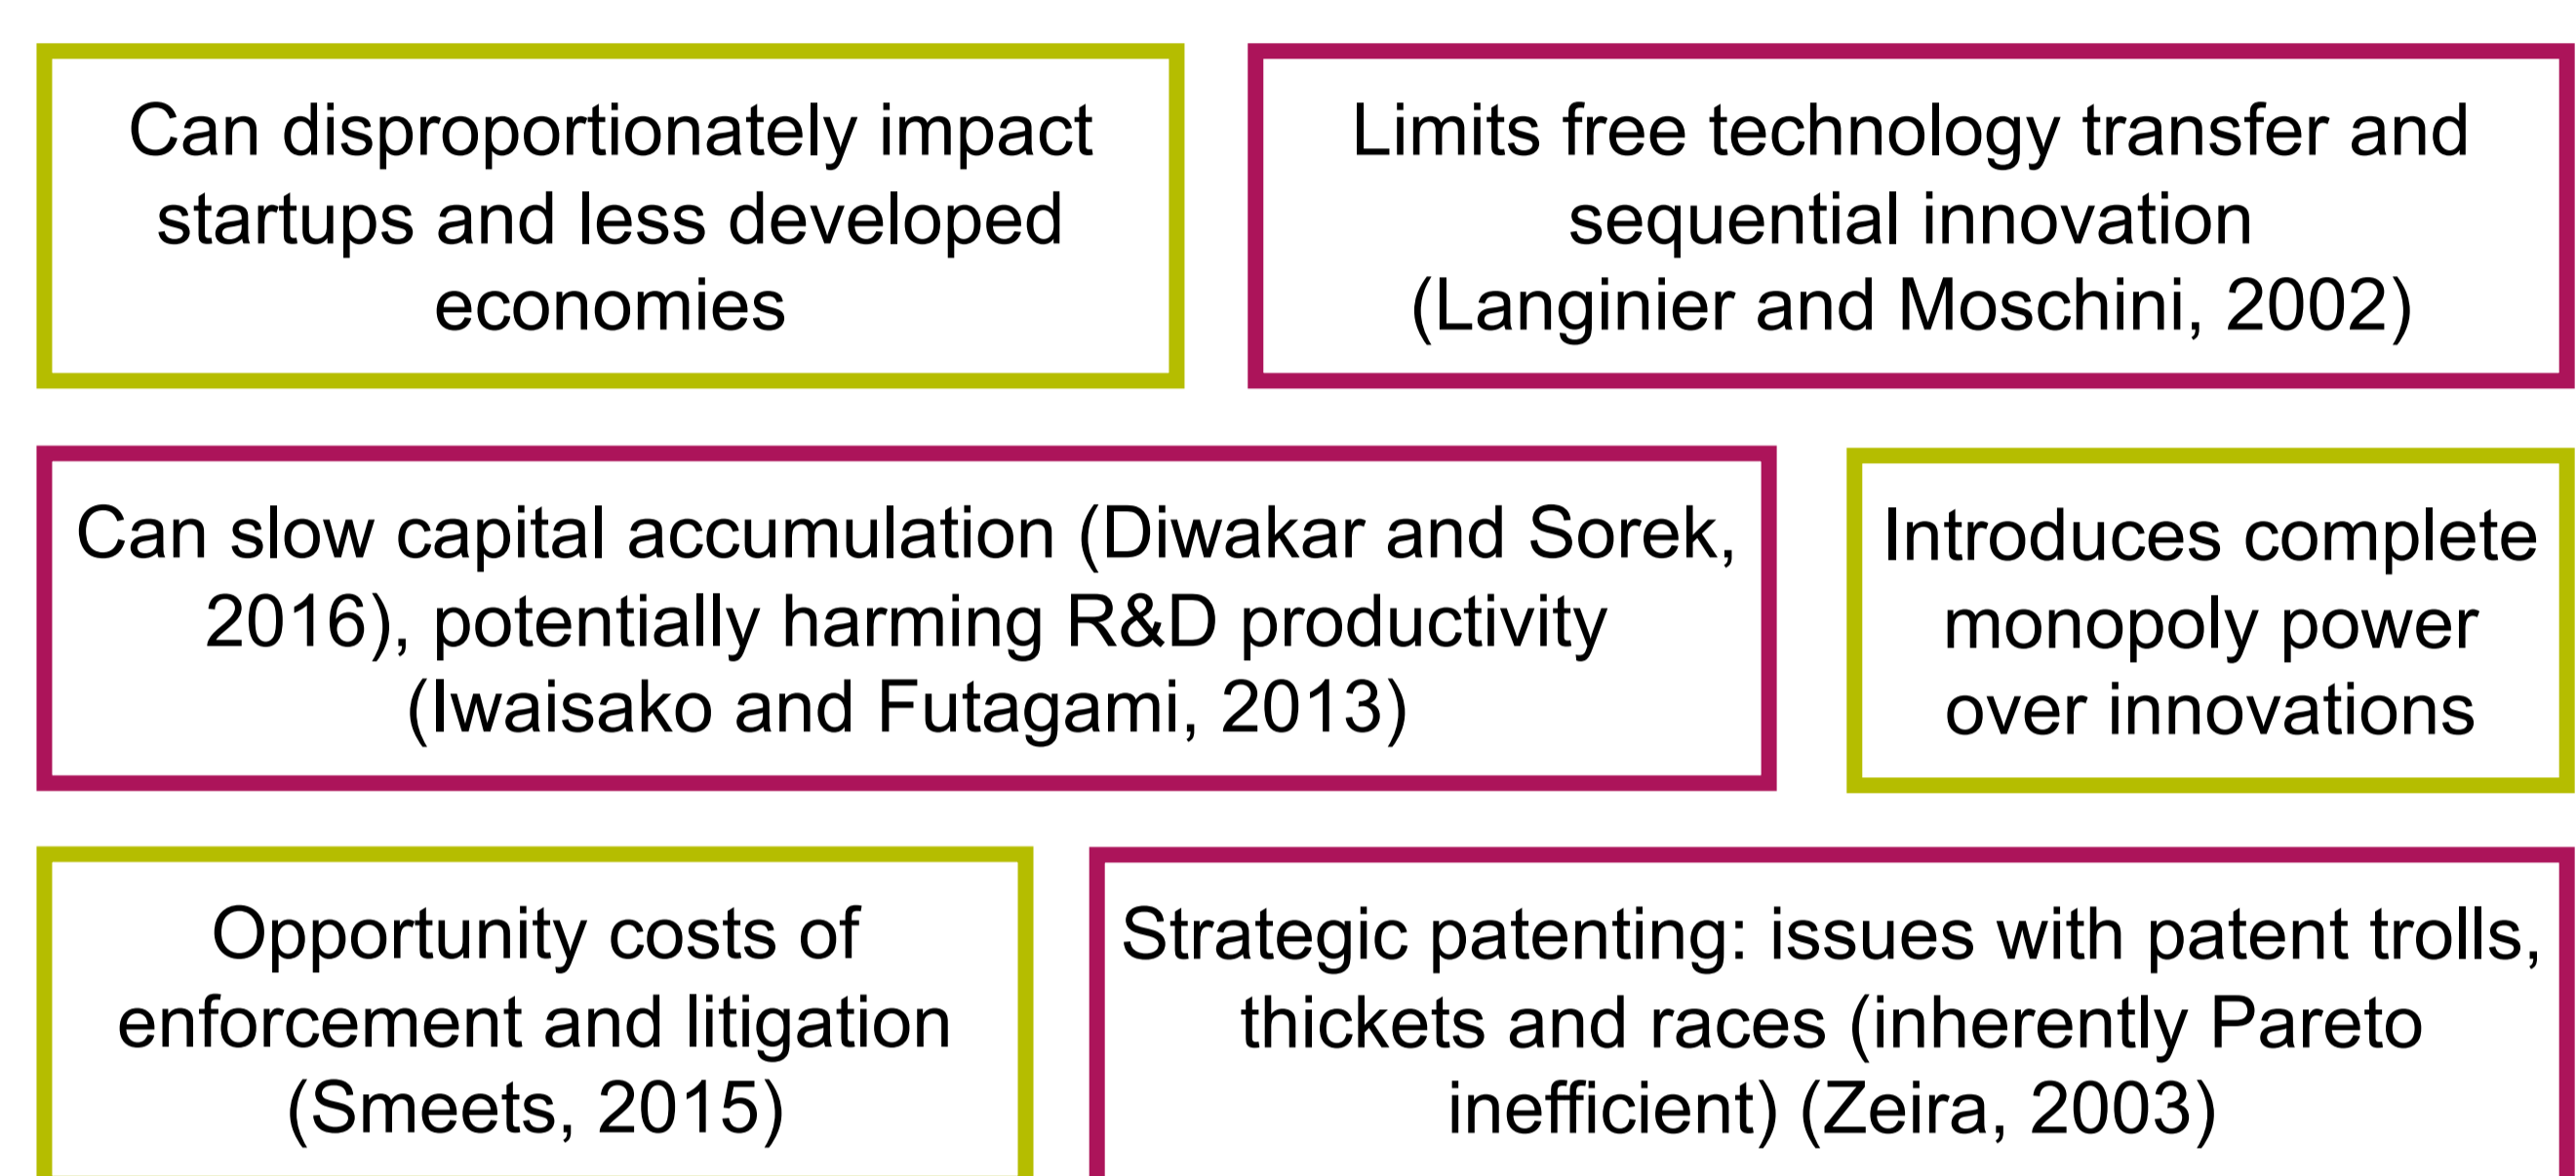 Can disproportionately impact
startups and less developed
economies
Limits free technology transfer and
sequential innovation
(Langinier and Moschini, 2002)
Can slow capital accumulation (Diwakar and Sorek,
2016), potentially harming R&D productivity
(Iwaisako and Futagami, 2013)
Introduces complete
monopoly power
over innovations
Opportunity costs of
enforcement and litigation
(Smeets, 2015)
Strategic patenting: issues with patent trolls,
thickets and races (inherently Pareto
inefficient) (Zeira, 2003)